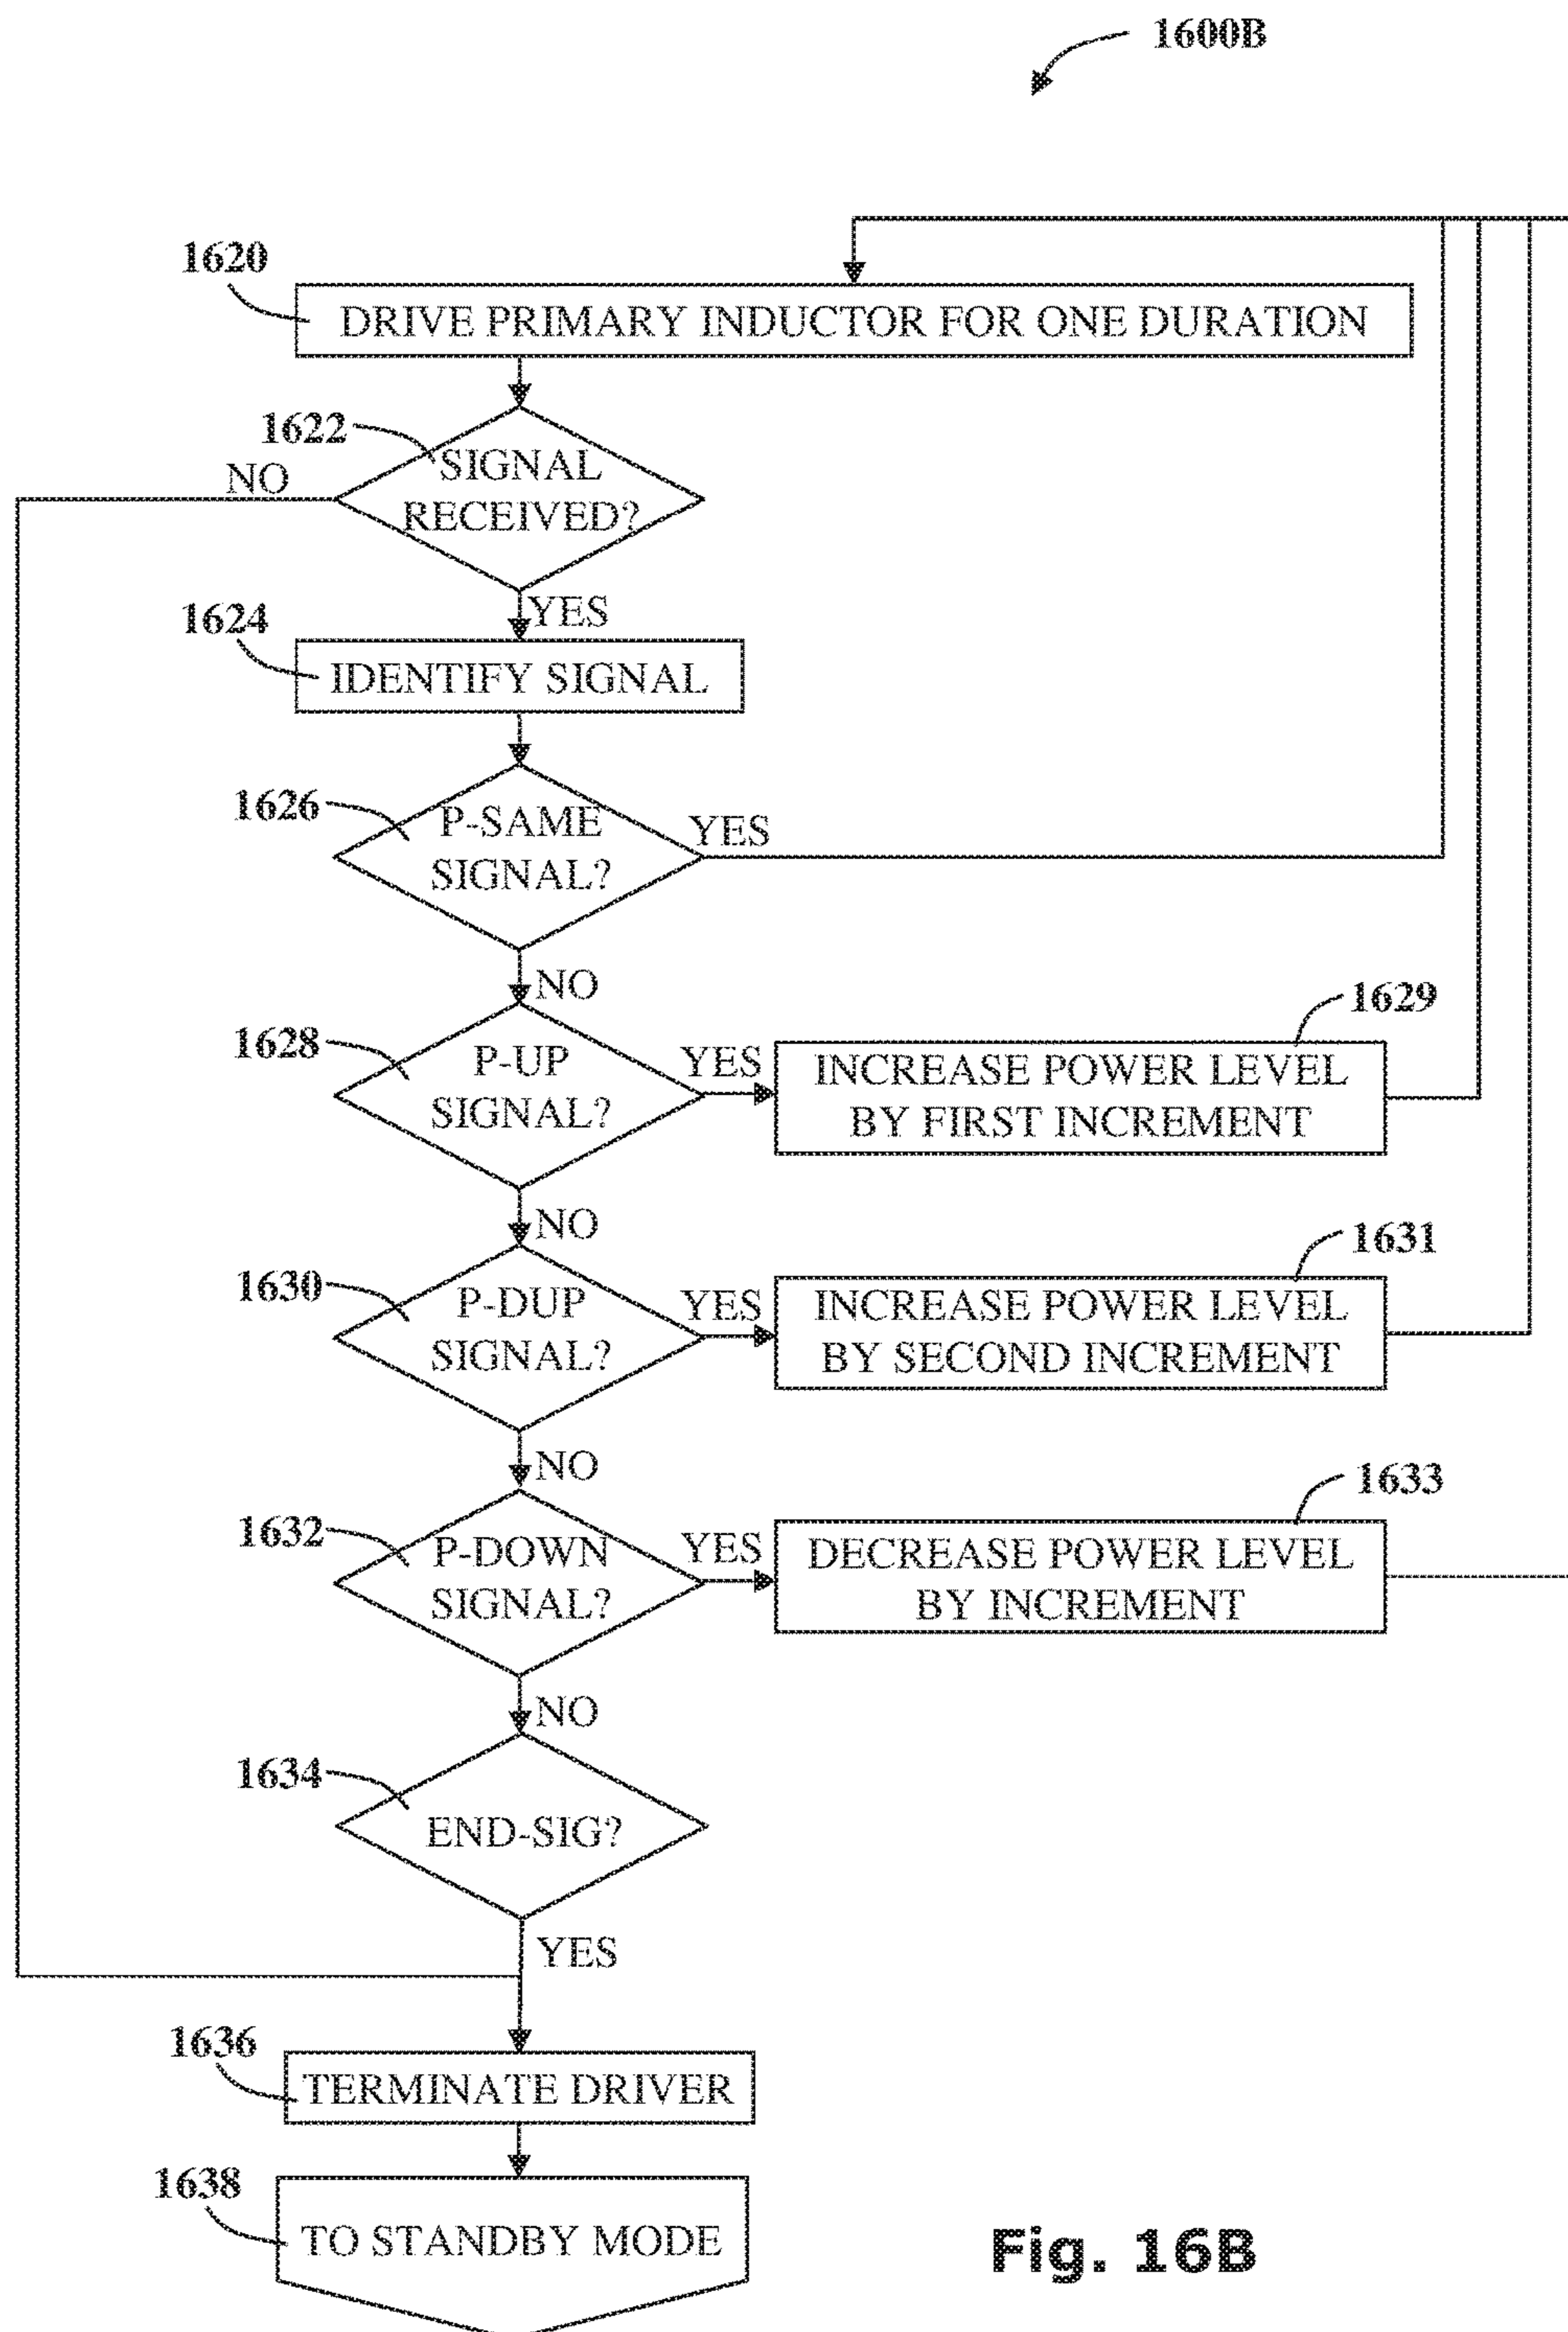 1600B
1620
DRIVE PRIMARY INDUCTOR FOR ONE DURATION
1622
SIGNAL
RECEIVED?
NO
YES
1624
IDENTIFY SIGNAL
1626
P-SAME
SIGNAL?
YES
NO
1628
P-UP
SIGNAL?
YES
1629
INCREASE POWER LEVEL
BY FIRST INCREMENT
NO
1630
P-DUP
SIGNAL?
YES
1631
INCREASE POWER LEVEL
BY SECOND INCREMENT
NO
1632
P-DOWN
SIGNAL?
YES
1633
DECREASE POWER LEVEL
BY INCREMENT
NO
1634
END-SIG?
YES
1636
TERMINATE DRIVER
1638
TO STANDBY MODE
Fig. 16B